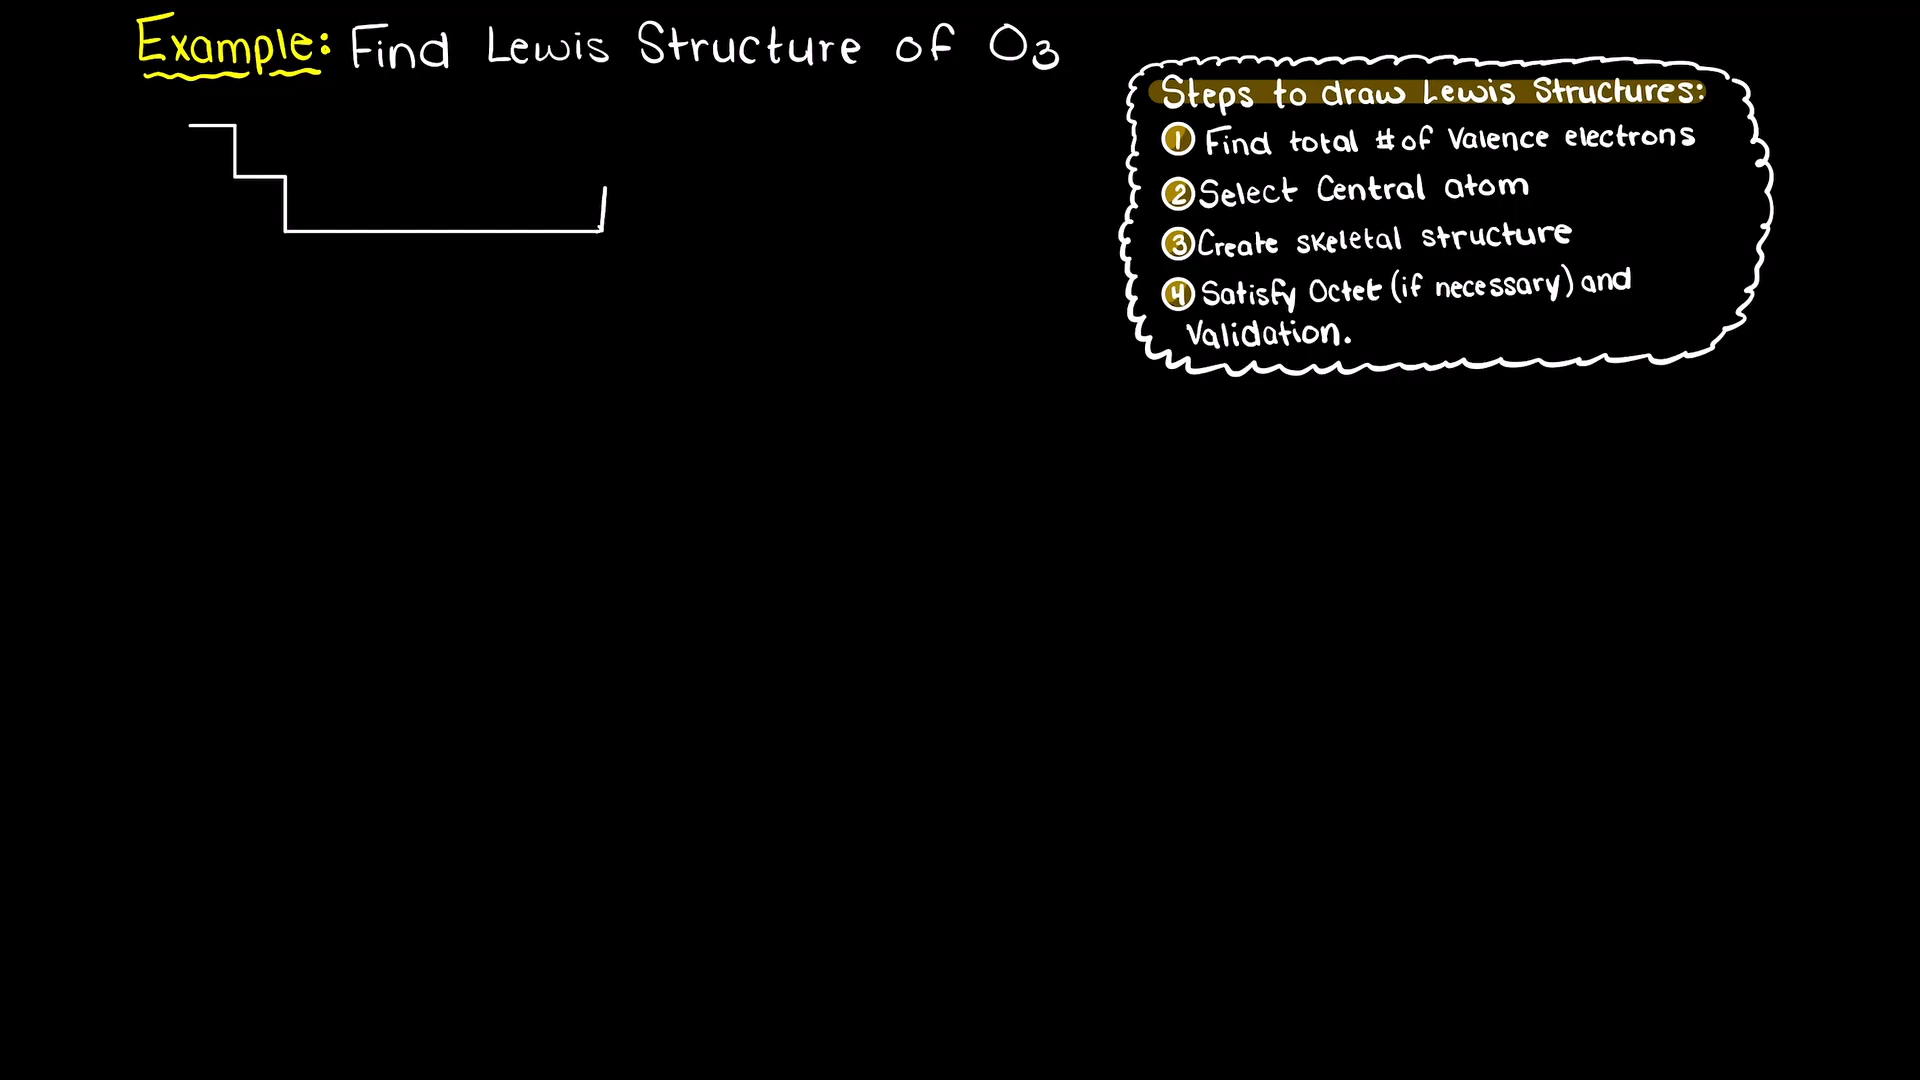 Example: Find Lewis Structure of O₃
Steps to draw Lewis Structures:
① Find total # of Valence electrons
② Select Central atom
③ Create skeletal structure
④ Satisfy Octet (if necessary) and
Validation.